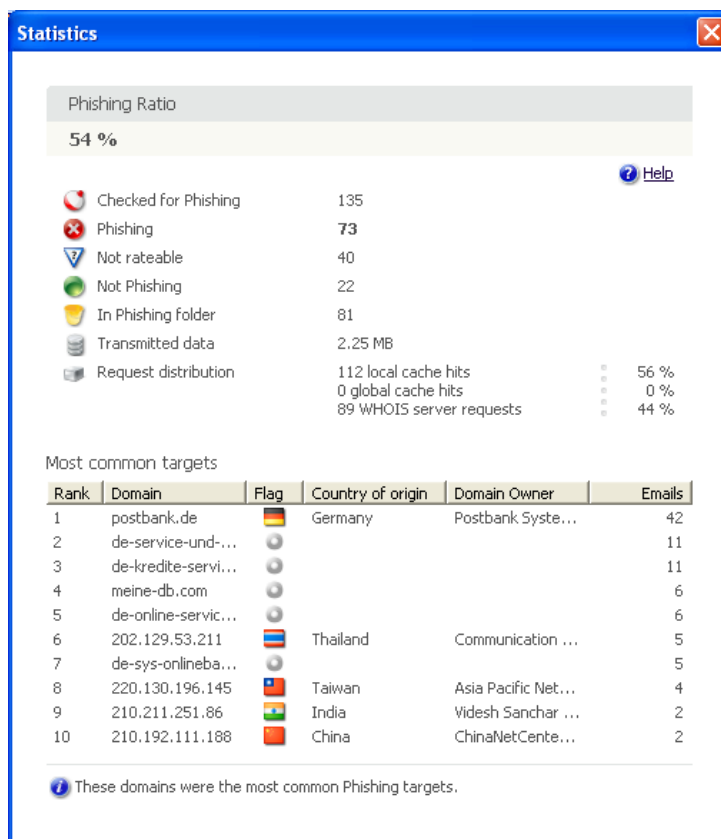 Statistics
Phishing Ratio
54 %
Help
Checked for Phishing 135
Phishing 73
Not rateable 40
Not Phishing 22
In Phishing folder 81
Transmitted data 2.25 MB
Request distribution 112 local cache hits 56 %
0 global cache hits 0 %
89 WHOIS server requests 44 %
Most common targets
Rank Domain Flag Country of origin Domain Owner Emails
1 postbank.de Germany Postbank Syste... 42
2 de-service-und-... 11
3 de-kredite-servi... 11
4 meine-db.com 6
5 de-online-servic... 6
6 202.129.53.211 Thailand Communication ... 5
7 de-sys-onlineba... 5
8 220.130.196.145 Taiwan Asia Pacific Net... 4
9 210.211.251.86 India Videsh Sanchar ... 2
10 210.192.111.188 China ChinaNetCente... 2
These domains were the most common Phishing targets.